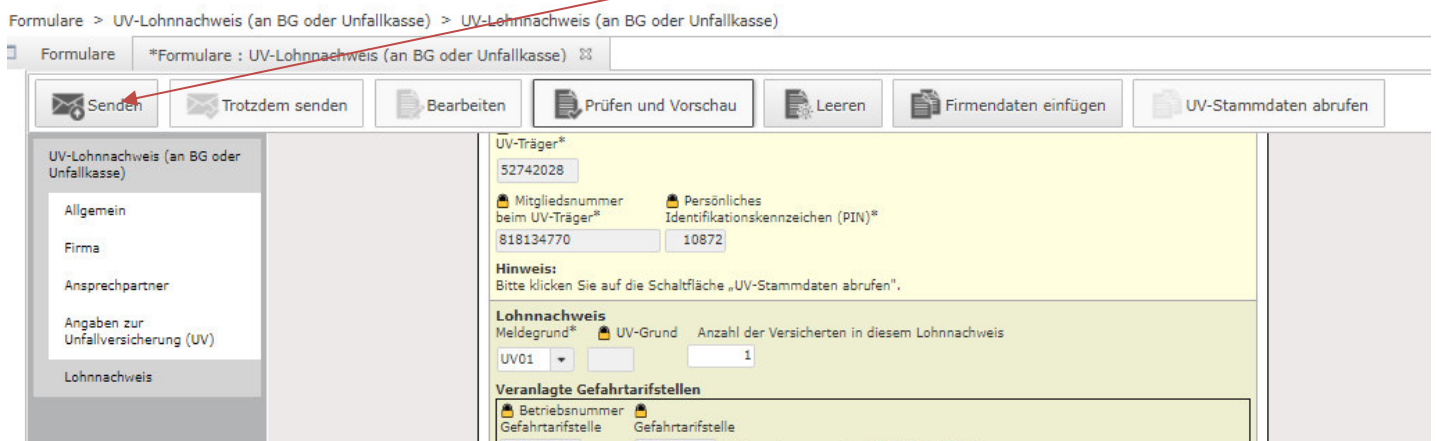 Formulare > UV-Lohnnachweis (an BG oder Unfallkasse) > UV-Lohnnachweis (an BG oder Unfallkasse)
Formulare *Formulare : UV-Lohnnachweis (an BG oder Unfallkasse)
Senden Trotzdem senden Bearbeiten Prüfen und Vorschau Leeren Firmendaten einfügen UV-Stammdaten abrufen
UV-Lohnnachweis (an BG oder
Unfallkasse)
Allgemein
Firma
Ansprechpartner
Angaben zur
Unfallversicherung (UV)
Lohnnachweis
UV-Träger*
52742028
Mitgliedsnummer
beim UV-Träger*
Persönliches
Identifikationskennzeichen (PIN)*
818134770 10872
Hinweis:
Bitte klicken Sie auf die Schaltfläche „UV-Stammdaten abrufen".
Lohnnachweis
Meldegrund* UV-Grund Anzahl der Versicherten in diesem Lohnnachweis
UV01 1
Veranlagte Gefahrtarifstellen
Betriebsnummer
Gefahrtarifstelle Gefahrtarifstelle